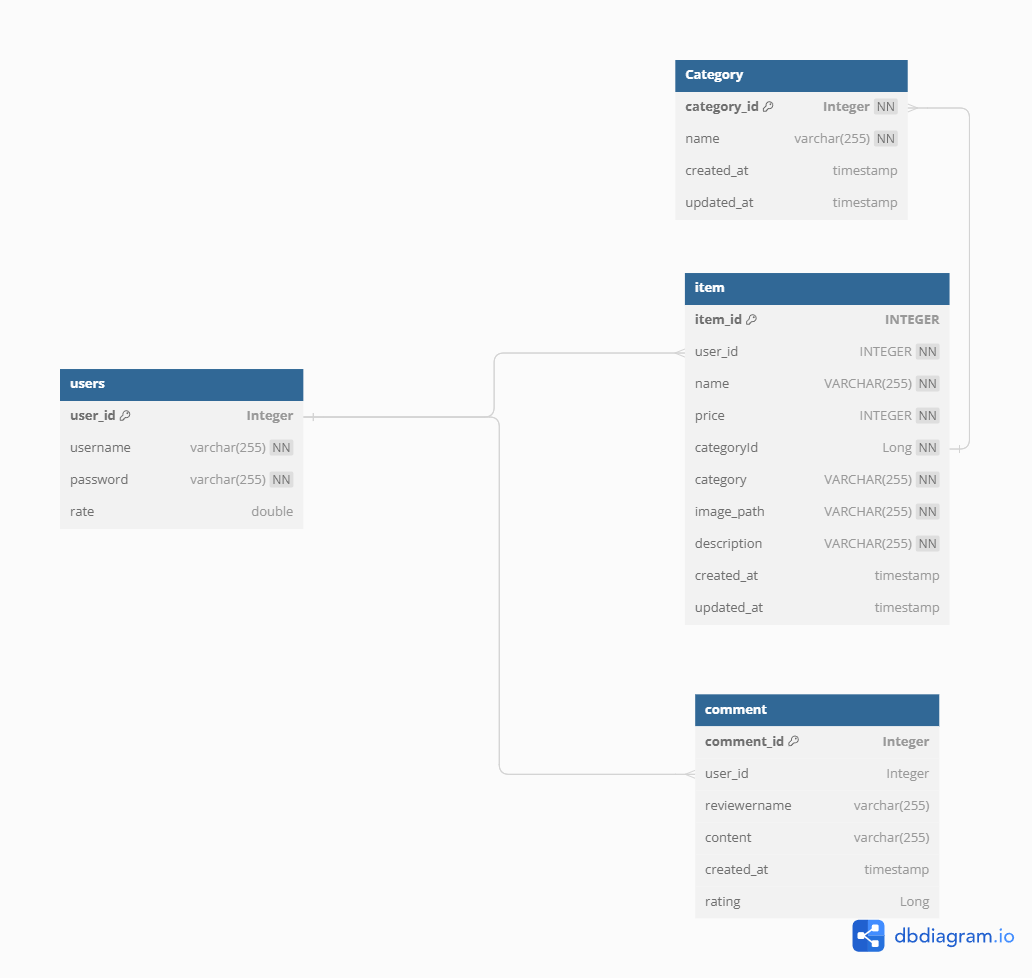 Category
category_id Integer NN
name varchar(255) NN
created_at timestamp
updated_at timestamp
item
item_id INTEGER
user_id INTEGER NN
name VARCHAR(255) NN
price INTEGER NN
categoryId Long NN
category VARCHAR(255) NN
image_path VARCHAR(255) NN
description VARCHAR(255) NN
created_at timestamp
updated_at timestamp
users
user_id Integer
username varchar(255) NN
password varchar(255) NN
rate double
comment
comment_id Integer
user_id Integer
reviewername varchar(255)
content varchar(255)
created_at timestamp
rating Long
dbdiagram.io